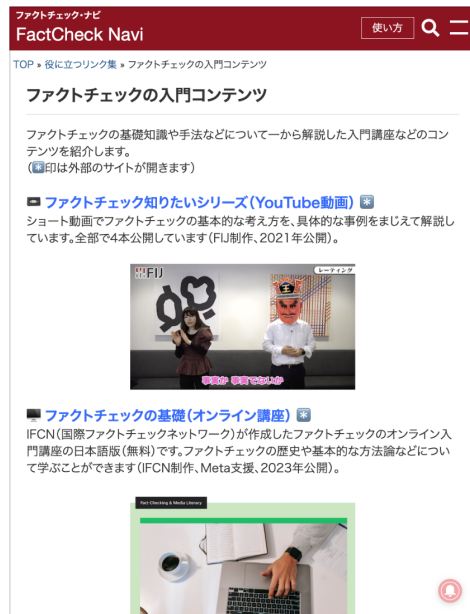 ファクトチェック・ナビ
FactCheck Navi
使い方
TOP » 役に立つリンク集 » ファクトチェックの入門コンテンツ
ファクトチェックの入門コンテンツ
ファクトチェックの基礎知識や手法などについて一から解説した入門講座などのコン
テンツを紹介します。
(*️⃣印は外部のサイトが開きます)
ファクトチェック知りたいシリーズ(YouTube動画) *️⃣
ショート動画でファクトチェックの基本的な考え方を、具体的な事例をまじえて解説し
ています。全部で4本公開しています(FIJ制作、2021年公開)。
FIJ
レーティング
王
事実か 事実でないか
ファクトチェックの基礎(オンライン講座) *️⃣
IFCN(国際ファクトチェックネットワーク)が作成したファクトチェックのオンライン入
門講座の日本語版(無料)です。ファクトチェックの歴史や基本的な方法論などについ
て学ぶことができます(IFCN制作、Meta支援、2023年公開)。
Fact-Checking & Media Literacy